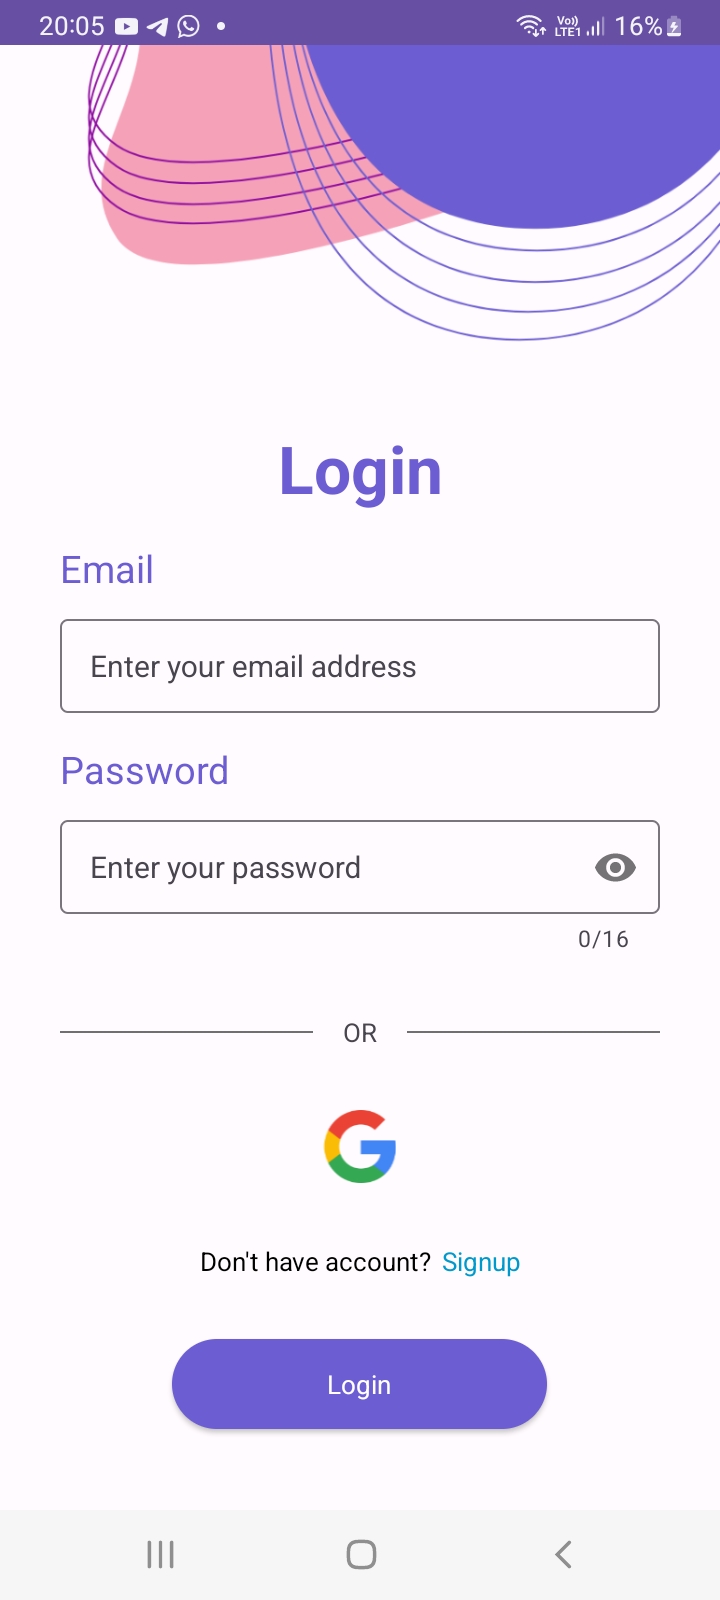 20:05 Vo)) LTE1 16%
Login
Email
Enter your email address
Password
Enter your password
0/16
OR
Don't have account? Signup
Login